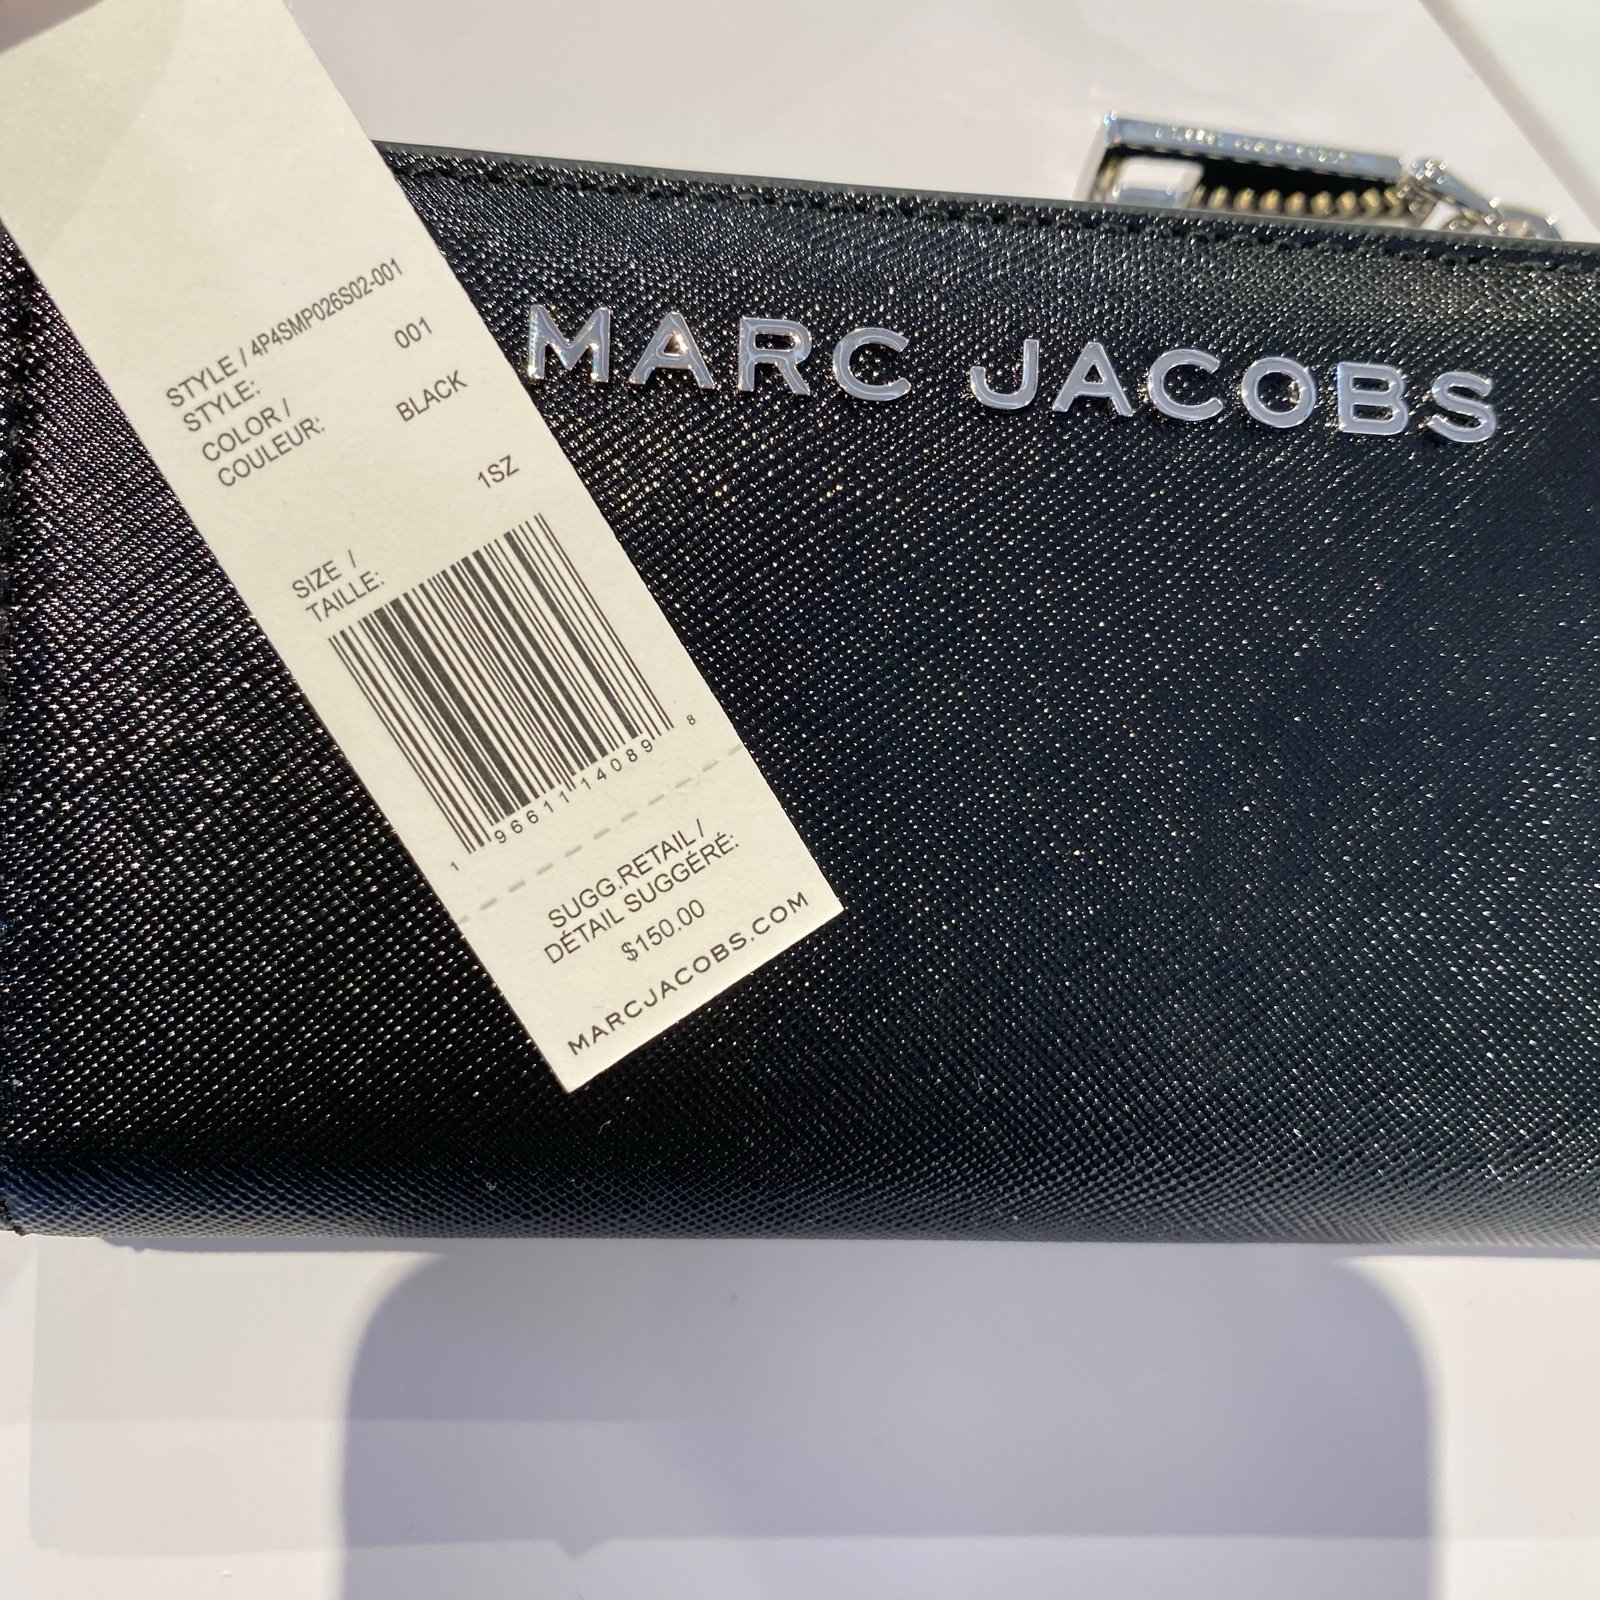 STYLE / 4P4SMP026S02-001
STYLE:
COLOR / 001
COULEUR: BLACK
1SZ
SIZE /
TAILLE:
1 96611 14089 8
SUGG.RETAIL /
DÉTAIL SUGGÉRÉ:
$150.00
MARCJACOBS.COM
MARC JACOBS